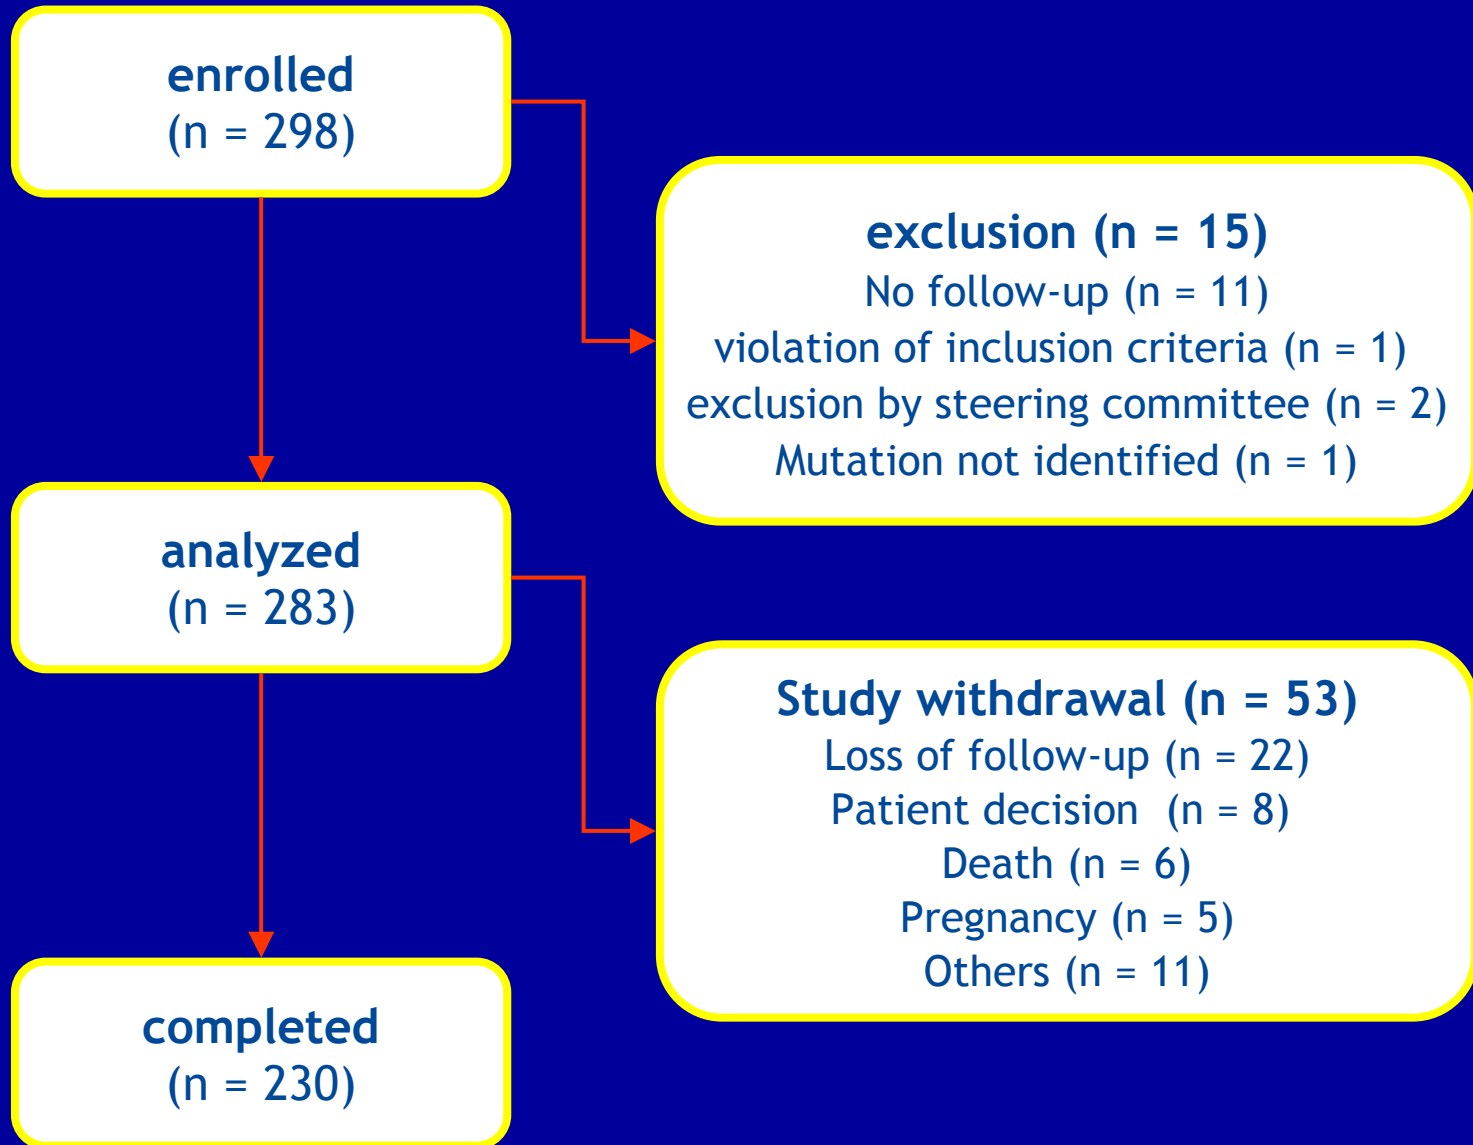 enrolled
(n = 298)
exclusion (n = 15)
No follow-up (n = 11)
violation of inclusion criteria (n = 1)
exclusion by steering committee (n = 2)
Mutation not identified (n = 1)
analyzed
(n = 283)
Study withdrawal (n = 53)
Loss of follow-up (n = 22)
Patient decision  (n = 8)
Death (n = 6)
Pregnancy (n = 5)
Others (n = 11)
completed
(n = 230)